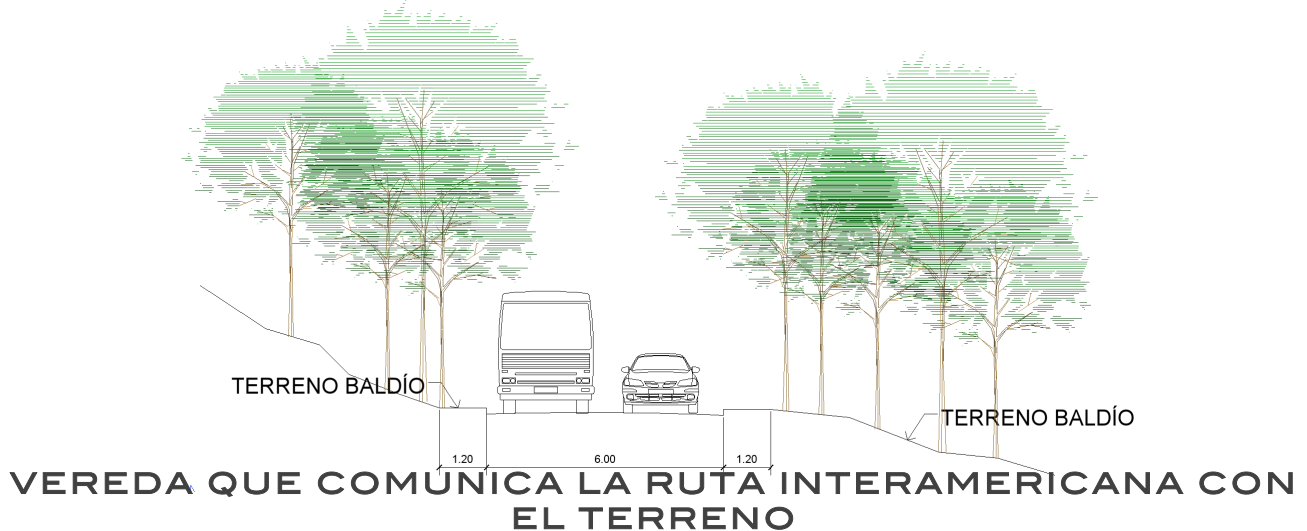 TERRENO BALDÍO
TERRENO BALDÍO
1.20 6.00 1.20
VEREDA QUE COMUNICA LA RUTA INTERAMERICANA CON
EL TERRENO